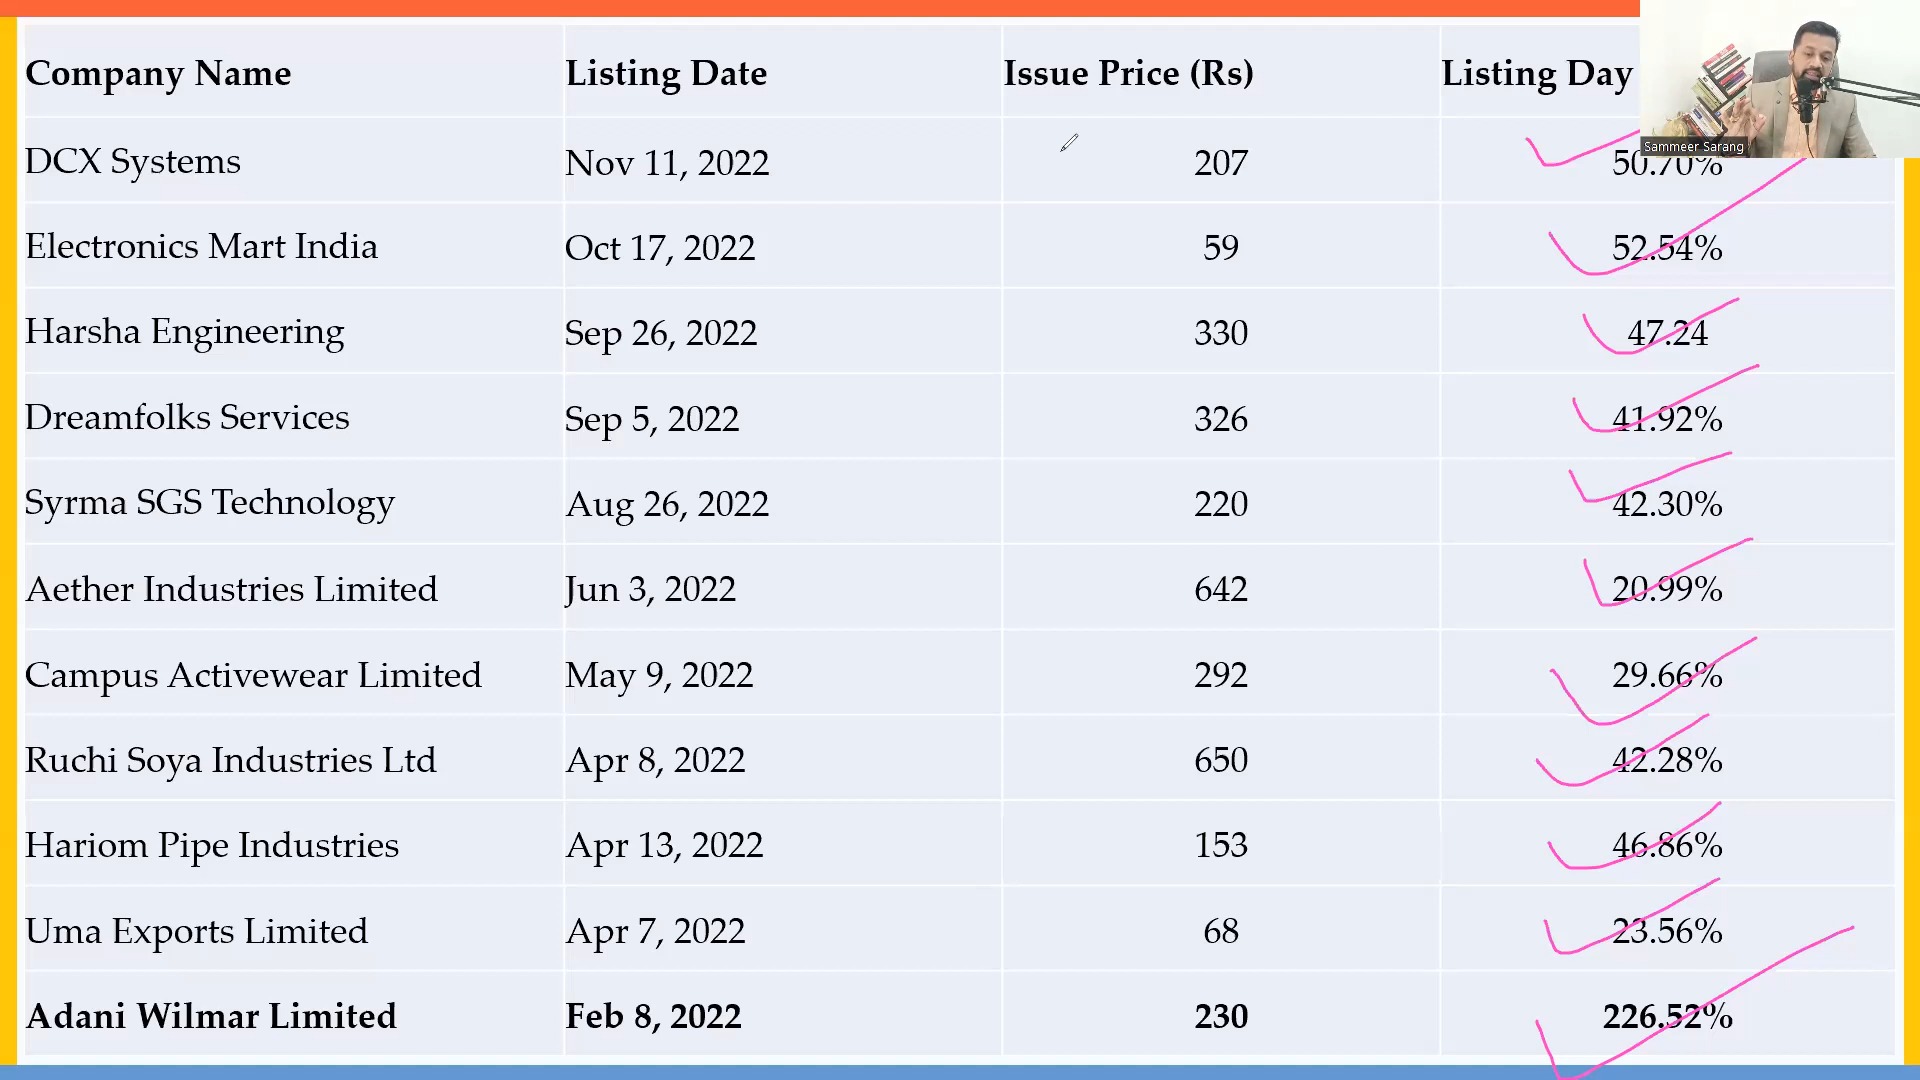 Company Name Listing Date Issue Price (Rs) Listing Day
Sammeer Sarang
DCX Systems Nov 11, 2022 207 50.70%
Electronics Mart India Oct 17, 2022 59 52.54%
Harsha Engineering Sep 26, 2022 330 47.24
Dreamfolks Services Sep 5, 2022 326 41.92%
Syrma SGS Technology Aug 26, 2022 220 42.30%
Aether Industries Limited Jun 3, 2022 642 20.99%
Campus Activewear Limited May 9, 2022 292 29.66%
Ruchi Soya Industries Ltd Apr 8, 2022 650 42.28%
Hariom Pipe Industries Apr 13, 2022 153 46.86%
Uma Exports Limited Apr 7, 2022 68 23.56%
Adani Wilmar Limited Feb 8, 2022 230 226.52%